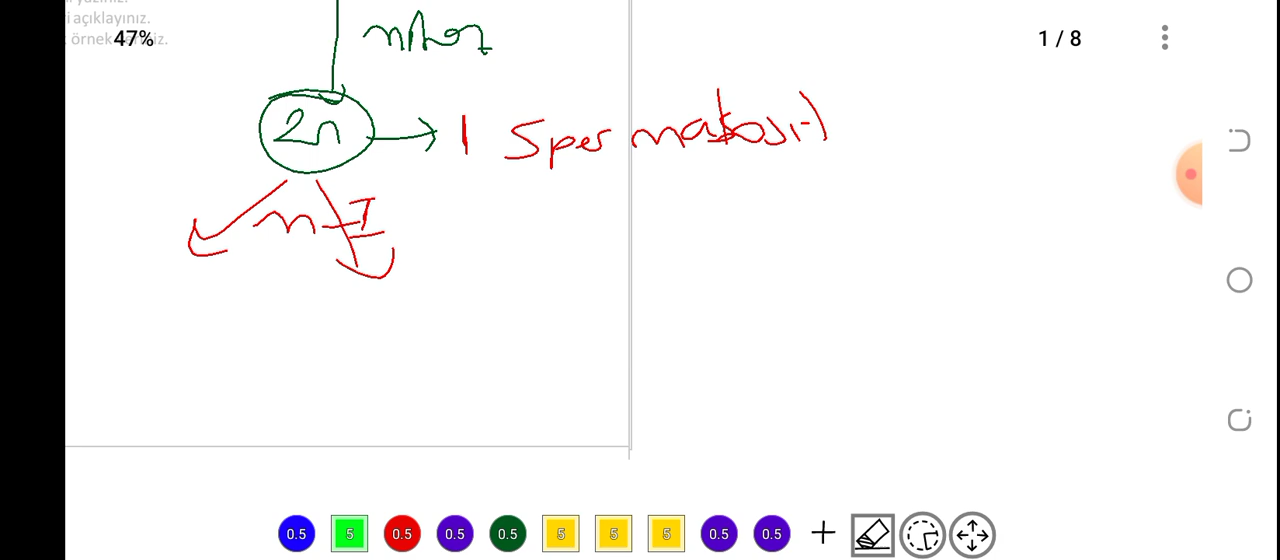 i açıklayınız.
örnek
47%
1 / 8
mitoz
2n
1 Spermatosit
m-I
0.5 5 0.5 0.5 0.5 5 5 5 0.5 0.5 +